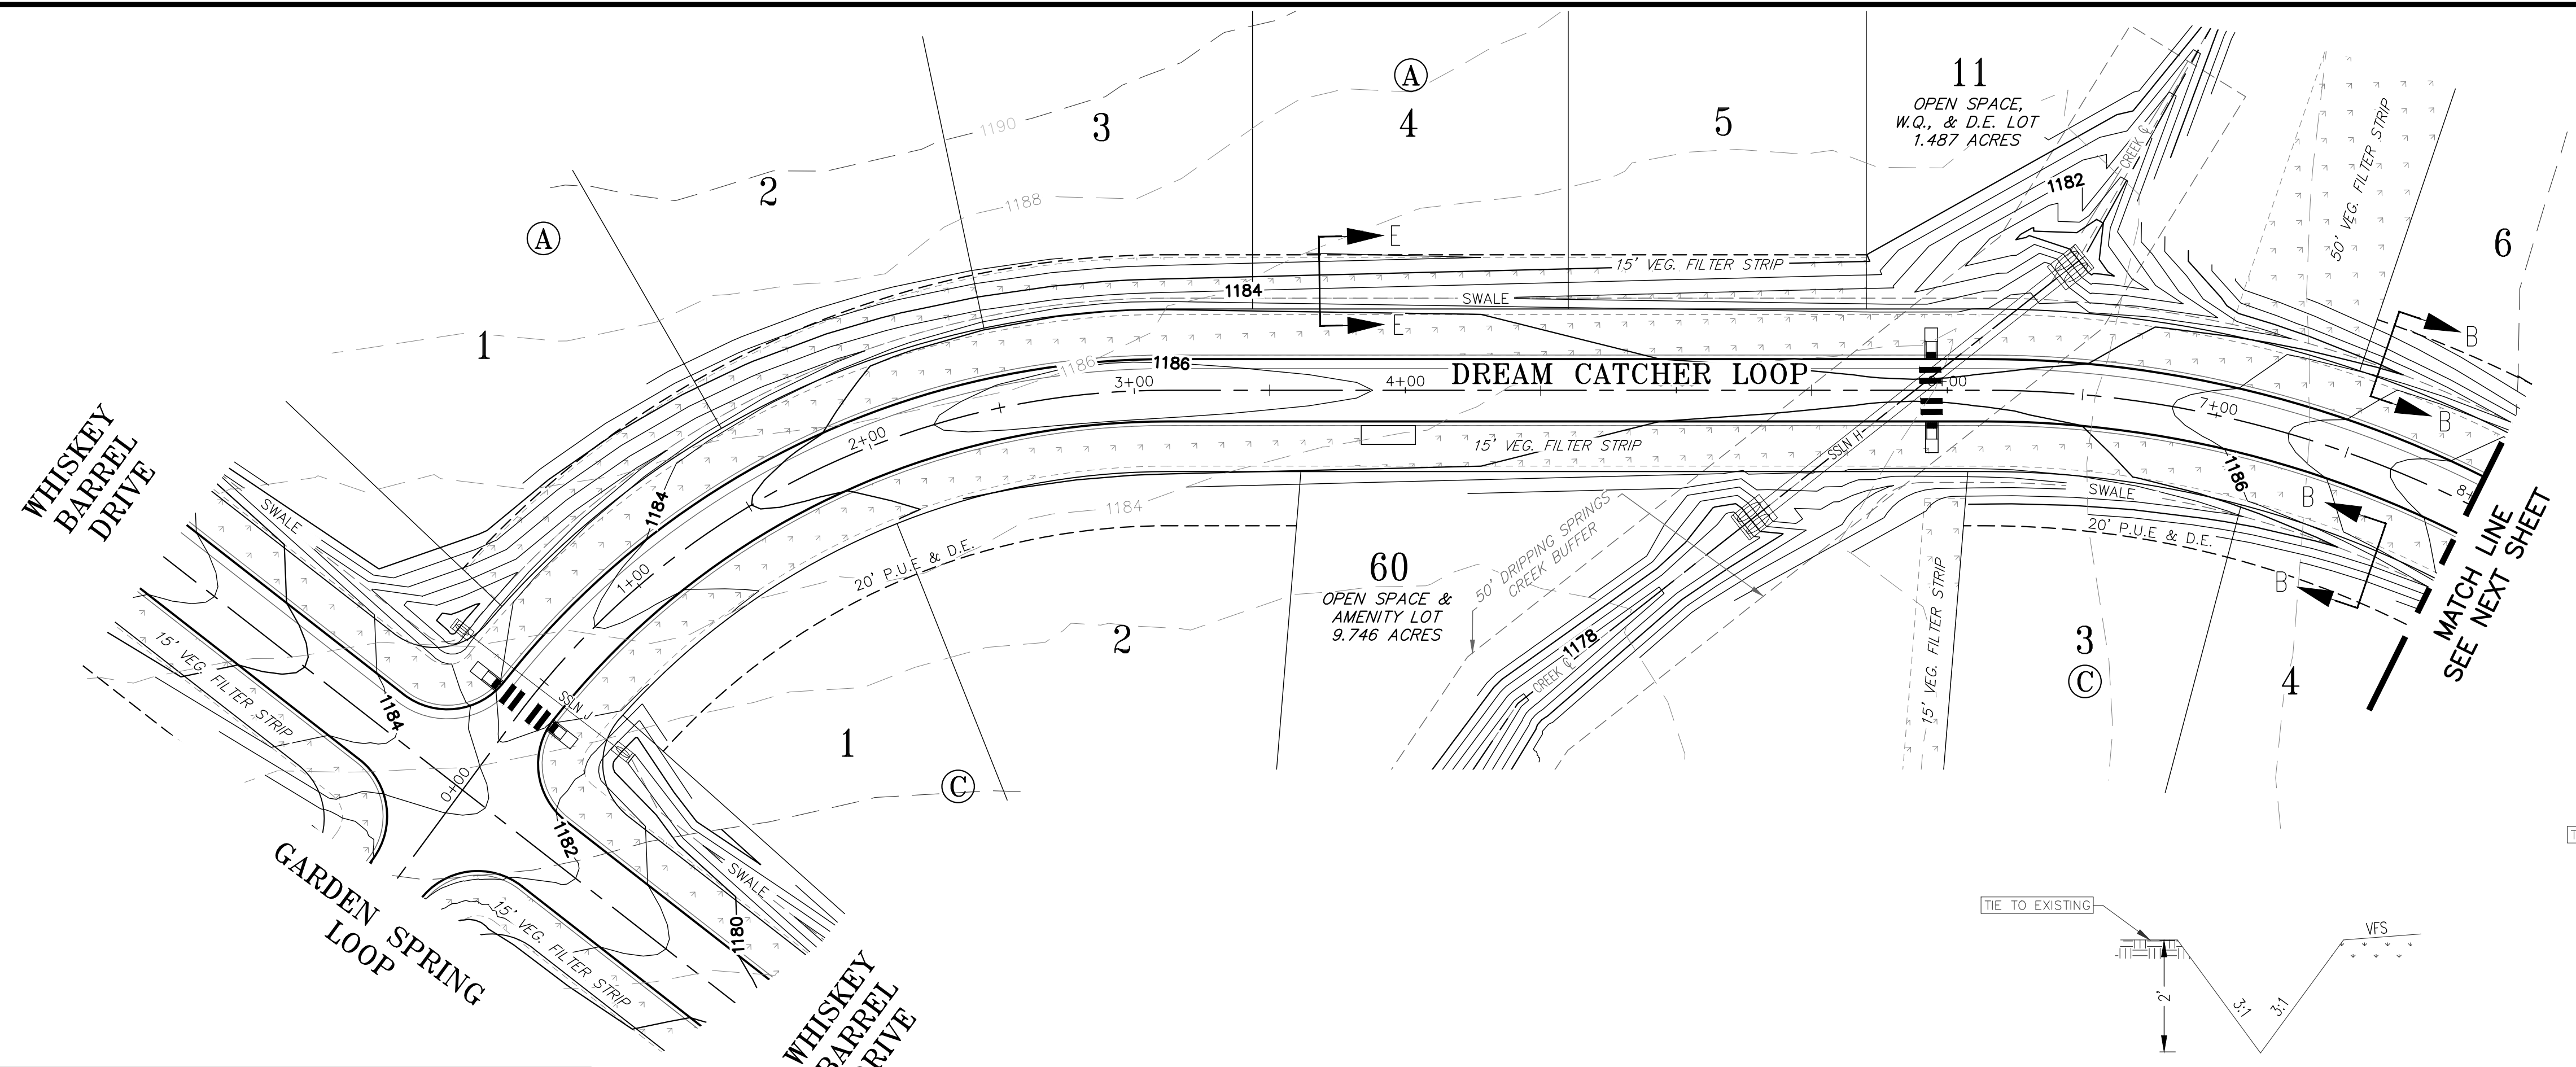 11
OPEN SPACE,
W.Q., & D.E. LOT
1.487 ACRES
A
3
4
5
1190
2
1188
A
1
1182
CREEK ℄
50' VEG. FILTER STRIP
6
E
15' VEG. FILTER STRIP
1184
SWALE
E
B
B
1186
1186
3+00
4+00
DREAM CATCHER LOOP
7+00
2+00
15' VEG. FILTER STRIP
SSLN H
WHISKEY
BARREL
DRIVE
SWALE
1184
1184
1186
SWALE
B
20' P.U.E & D.E.
B
MATCH LINE
SEE NEXT SHEET
1+00
20' P.U.E & D.E.
50' DRIPPING SPRINGS
CREEK BUFFER
60
OPEN SPACE &
AMENITY LOT
9.746 ACRES
2
1178
CREEK ℄
15' VEG. FILTER STRIP
3
C
4
15' VEG. FILTER STRIP
1184
SSLN J
1
C
0+00
1182
SWALE
GARDEN SPRING
LOOP
15' VEG. FILTER STRIP
1180
WHISKEY
BARREL
DRIVE
TIE TO EXISTING
VFS
2'
3:1
3:1